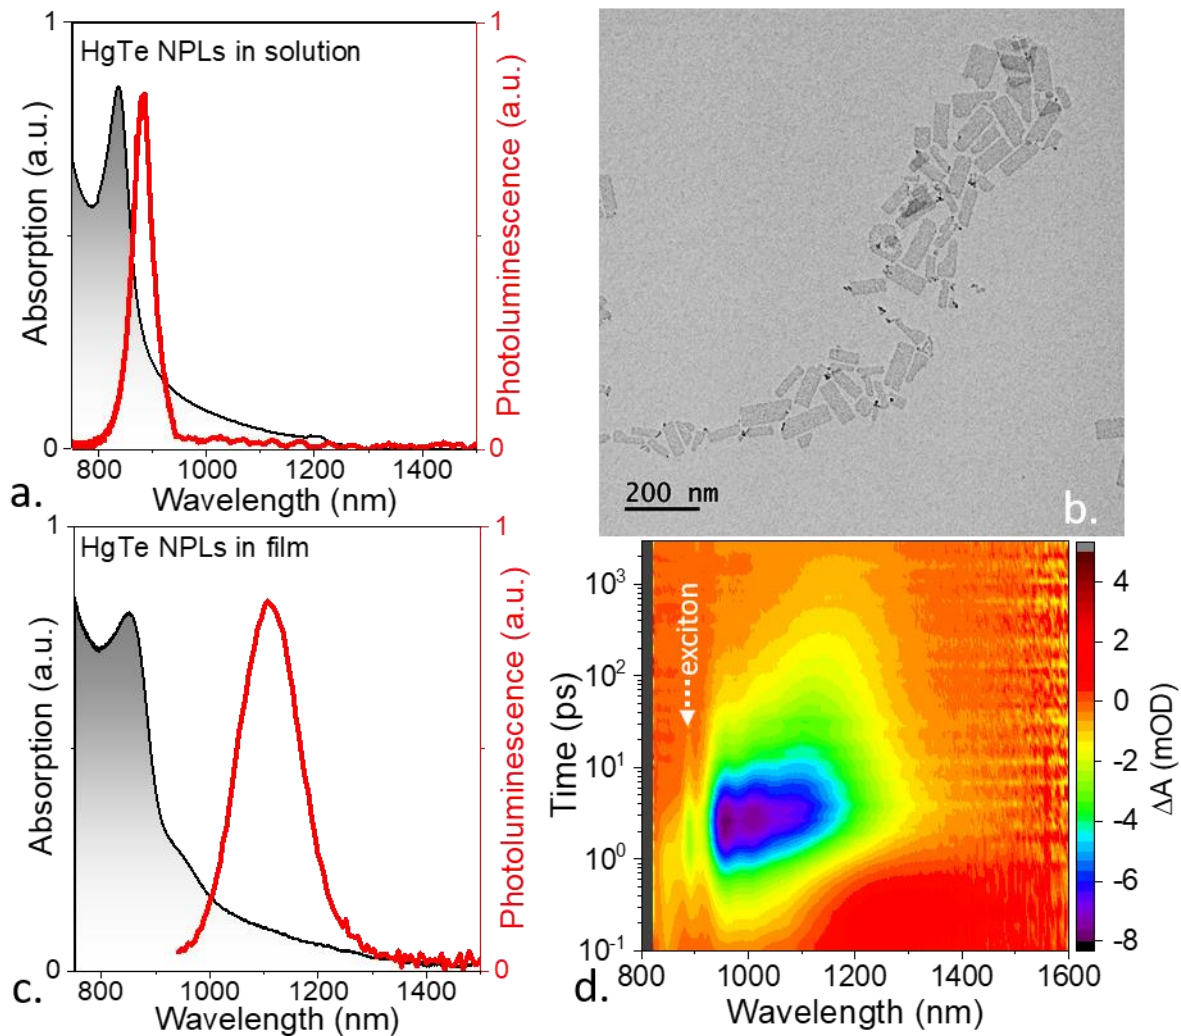 HgTe NPLs in solution
Absorption (a.u.)
1
0
Photoluminescence (a.u.)
1
0
800 1000 1200 1400
Wavelength (nm)
a.
200 nm
b.
HgTe NPLs in film
Absorption (a.u.)
1
0
Photoluminescence (a.u.)
1
0
800 1000 1200 1400
Wavelength (nm)
c.
exciton
Time (ps)
10³
10²
10¹
10⁰
10⁻¹
800 1000 1200 1400 1600
Wavelength (nm)
d.
4
2
0
-2
-4
-6
-8
ΔA (mOD)